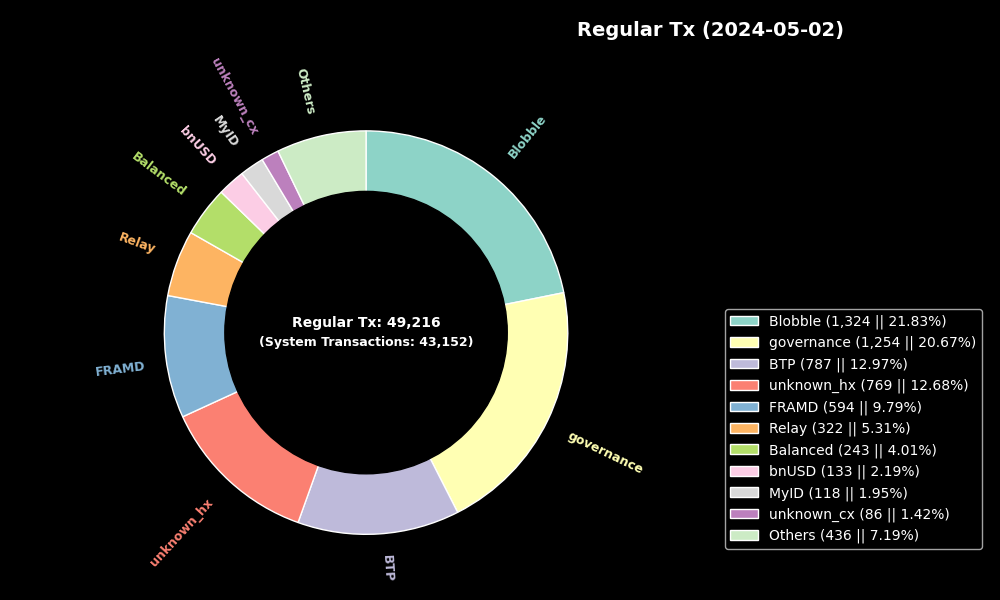 Regular Tx (2024-05-02)
Blobble
governance
BTP
unknown_hx
FRAMD
Relay
Balanced
bnUSD
MyID
unknown_cx
Others
Regular Tx: 49,216
(System Transactions: 43,152)
Blobble (1,324 || 21.83%)
governance (1,254 || 20.67%)
BTP (787 || 12.97%)
unknown_hx (769 || 12.68%)
FRAMD (594 || 9.79%)
Relay (322 || 5.31%)
Balanced (243 || 4.01%)
bnUSD (133 || 2.19%)
MyID (118 || 1.95%)
unknown_cx (86 || 1.42%)
Others (436 || 7.19%)